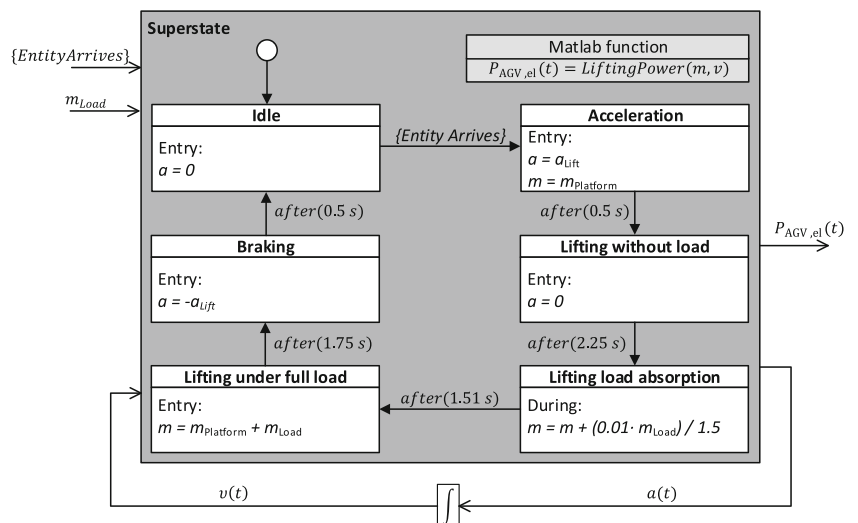 Superstate
{EntityArrives}
m_Load
Matlab function
P_AGV,el(t) = LiftingPower(m, v)
Idle
Entry:
a = 0
{Entity Arrives}
Acceleration
Entry:
a = a_Lift
m = m_Platform
after(0.5 s)
after(0.5 s)
P_AGV,el(t)
Braking
Entry:
a = -a_Lift
Lifting without load
Entry:
a = 0
after(1.75 s)
after(2.25 s)
Lifting under full load
Entry:
m = m_Platform + m_Load
after(1.51 s)
Lifting load absorption
During:
m = m + (0.01· m_Load) / 1.5
v(t)
∫
a(t)